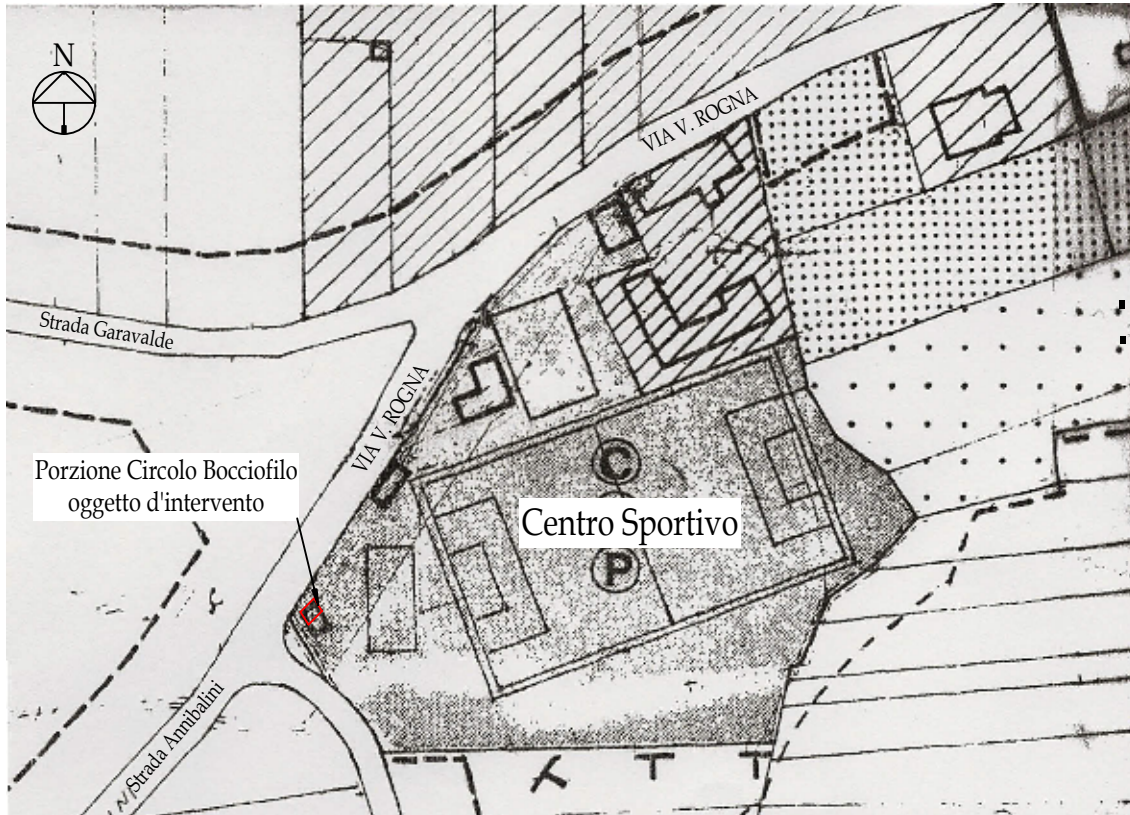 N
VIA V. ROGNA
Strada Garavalde
VIA V. ROGNA
Porzione Circolo Bocciofilo
oggetto d'intervento
C
Centro Sportivo
P
Strada Annibalini